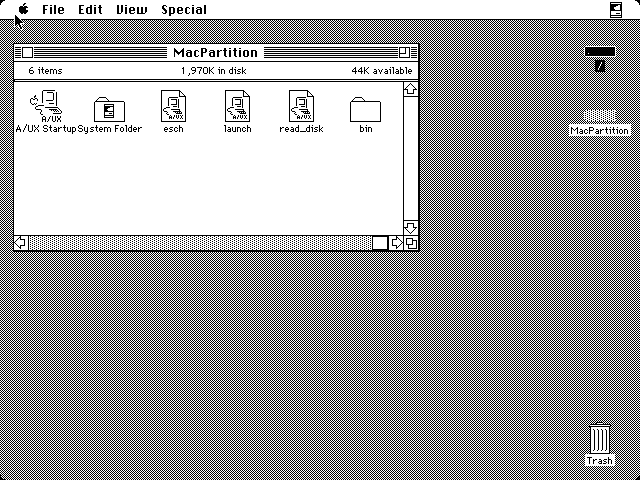 File Edit View Special
MacPartition
6 items 1,970K in disk 44K available
A/UX A/UX A/UX A/UX
A/UX Startup System Folder esch launch read_disk bin
/
MacPartition
Trash